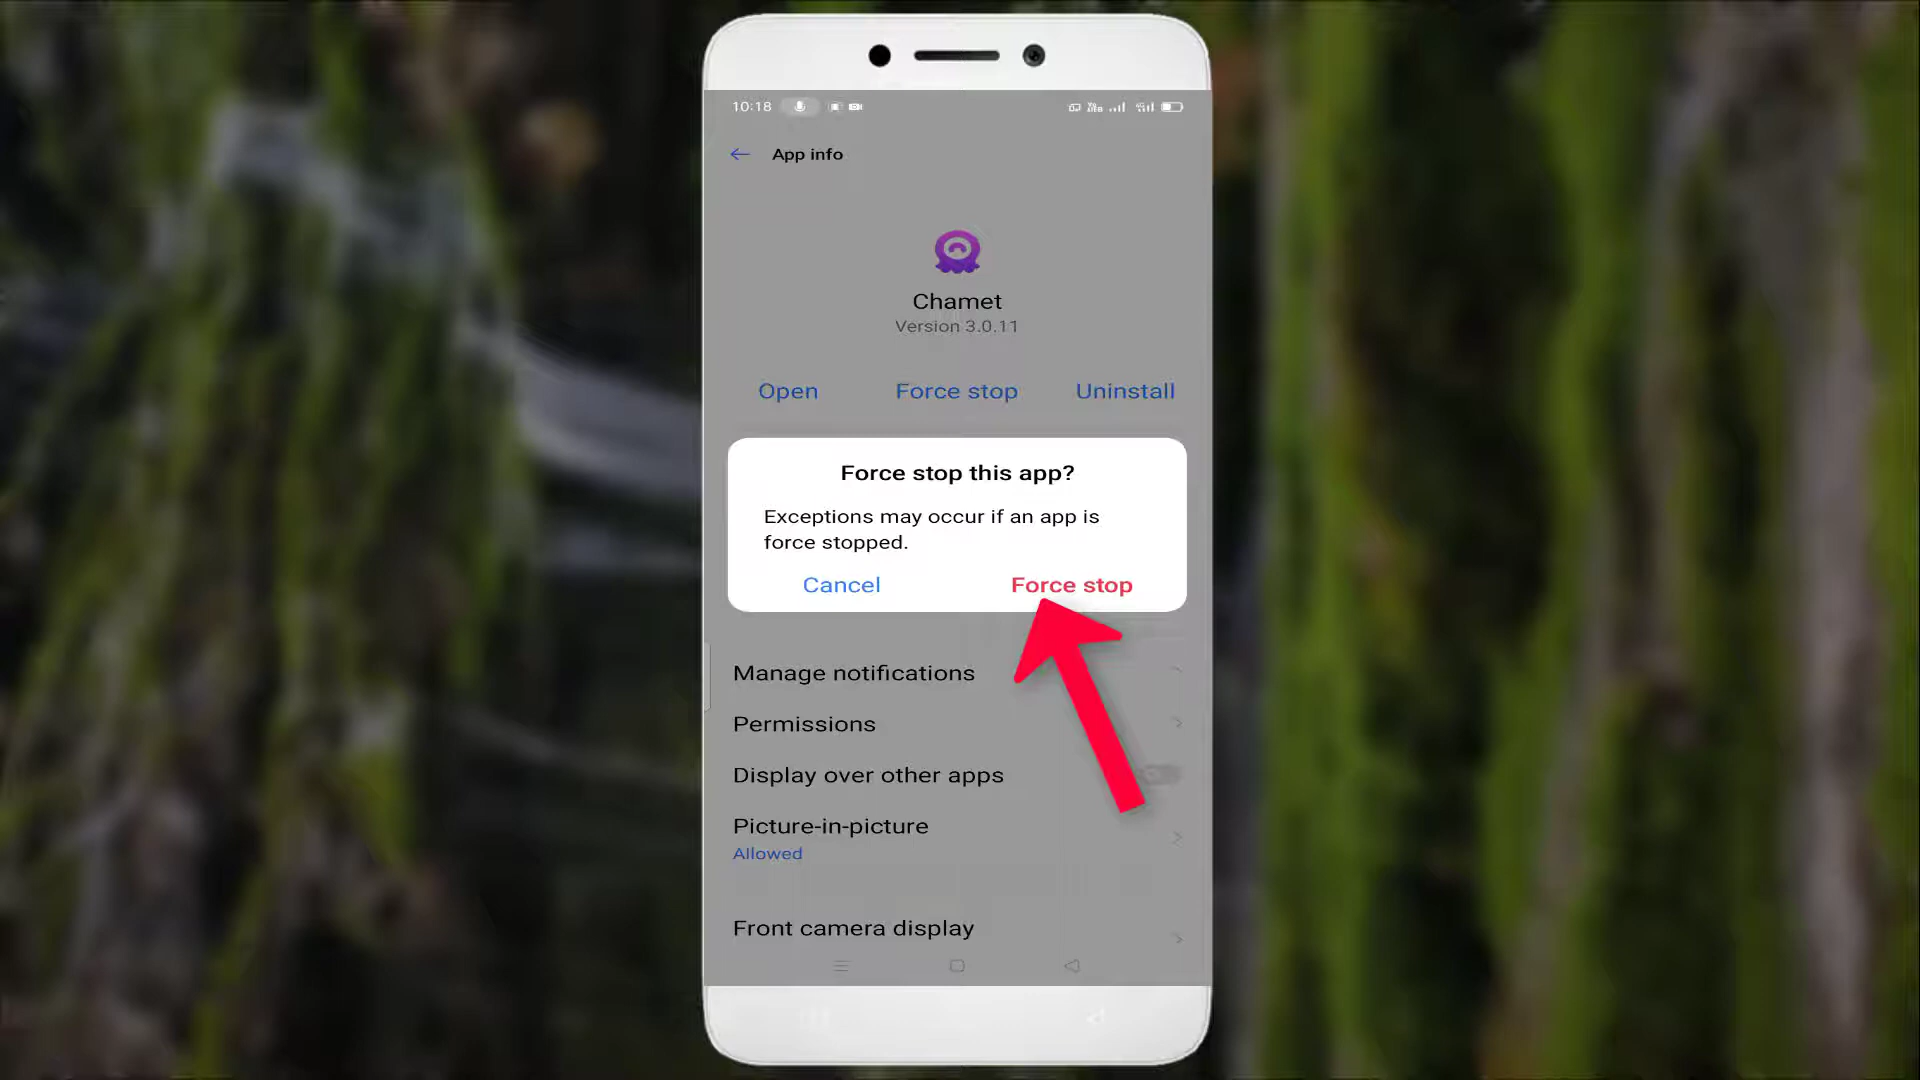 10:18
App info
Chamet
Version 3.0.11
Open Force stop Uninstall
Force stop this app?
Exceptions may occur if an app is
force stopped.
Cancel Force stop
Manage notifications
Permissions
Display over other apps
Picture-in-picture
Allowed
Front camera display